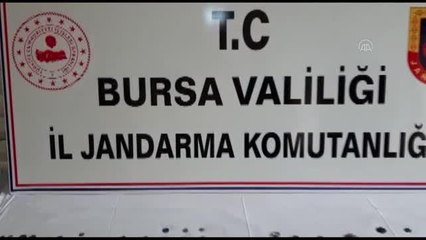 T.C
BURSA VALİLİĞİ
İL JANDARMA KOMUTANLIĞ